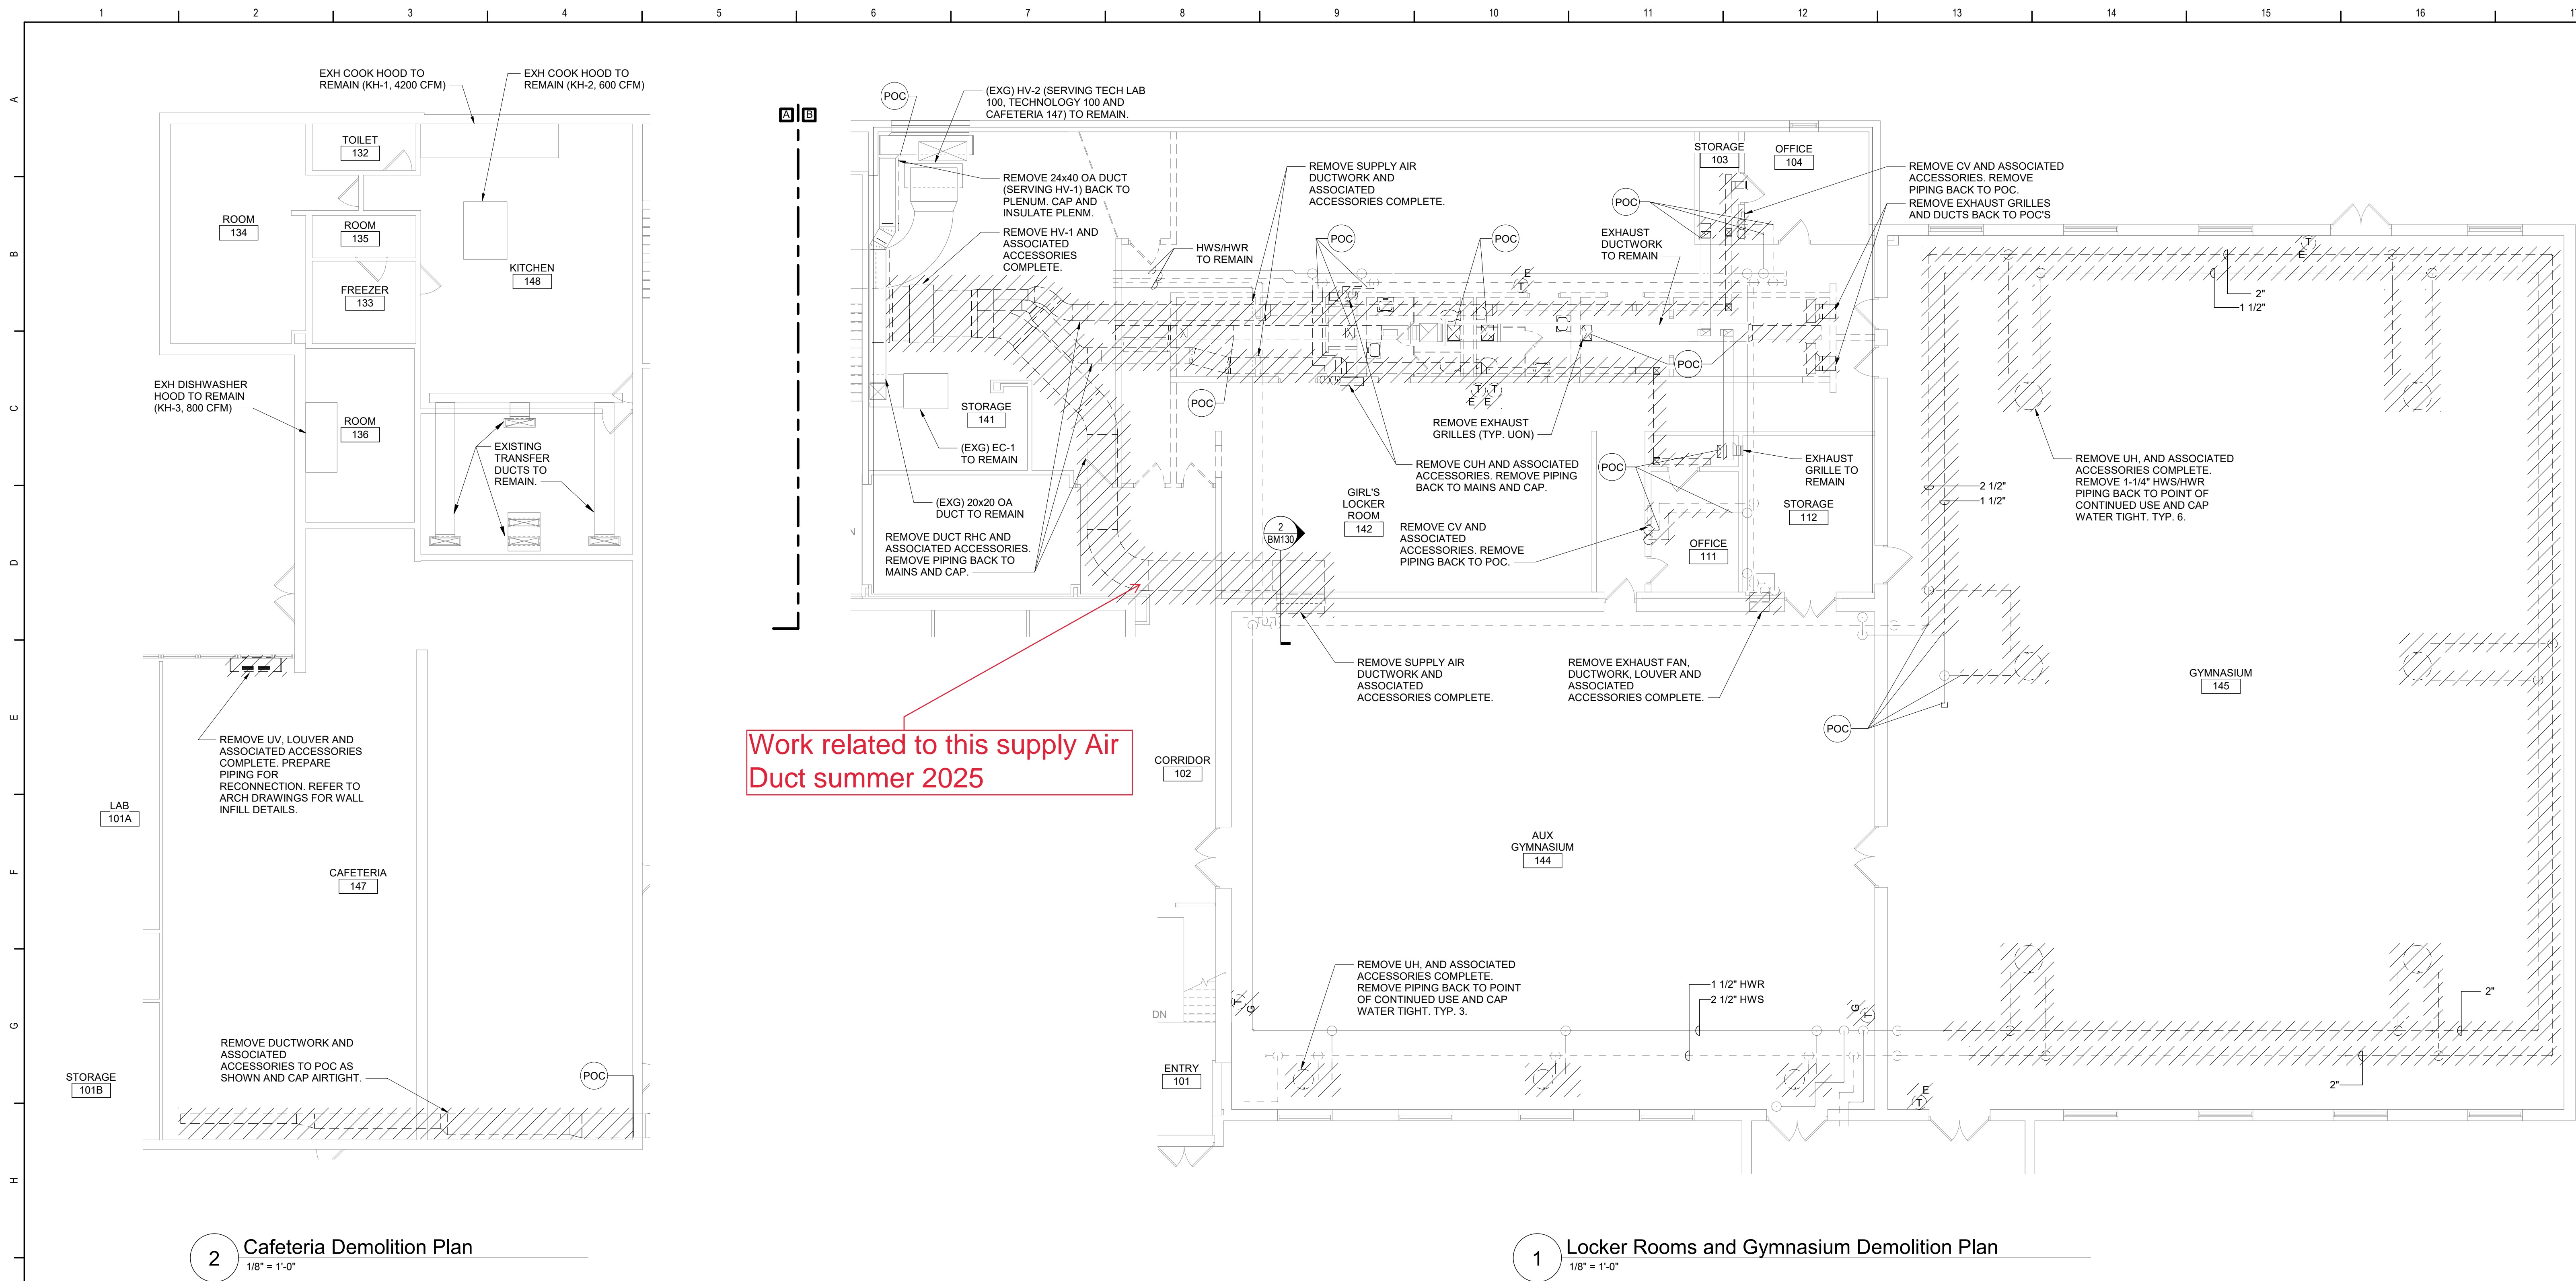 1 2 3 4 5 6 7 8 9 10 11 12 13 14 15 16
A
B
C
D
E
F
G
H
EXH COOK HOOD TO
REMAIN (KH-1, 4200 CFM)
EXH COOK HOOD TO
REMAIN (KH-2, 600 CFM)
TOILET
132
ROOM
134
ROOM
135
FREEZER
133
KITCHEN
148
EXH DISHWASHER
HOOD TO REMAIN
(KH-3, 800 CFM)
ROOM
136
EXISTING
TRANSFER
DUCTS TO
REMAIN.
REMOVE UV, LOUVER AND
ASSOCIATED ACCESSORIES
COMPLETE. PREPARE
PIPING FOR
RECONNECTION. REFER TO
ARCH DRAWINGS FOR WALL
INFILL DETAILS.
LAB
101A
CAFETERIA
147
REMOVE DUCTWORK AND
ASSOCIATED
ACCESSORIES TO POC AS
SHOWN AND CAP AIRTIGHT.
STORAGE
101B
POC
2
Cafeteria Demolition Plan
1/8" = 1'-0"
A B
POC
(EXG) HV-2 (SERVING TECH LAB
100, TECHNOLOGY 100 AND
CAFETERIA 147) TO REMAIN.
REMOVE 24x40 OA DUCT
(SERVING HV-1) BACK TO
PLENUM. CAP AND
INSULATE PLENM.
REMOVE HV-1 AND
ASSOCIATED
ACCESSORIES
COMPLETE.
HWS/HWR
TO REMAIN
REMOVE SUPPLY AIR
DUCTWORK AND
ASSOCIATED
ACCESSORIES COMPLETE.
POC
POC
POC
EXHAUST
DUCTWORK
TO REMAIN
STORAGE
103
OFFICE
104
REMOVE CV AND ASSOCIATED
ACCESSORIES. REMOVE
PIPING BACK TO POC.
REMOVE EXHAUST GRILLES
AND DUCTS BACK TO POC'S
E
T
T
E
2"
1 1/2"
POC
POC
T T
E E
STORAGE
141
(EXG) EC-1
TO REMAIN
(EXG) 20x20 OA
DUCT TO REMAIN
REMOVE DUCT RHC AND
ASSOCIATED ACCESSORIES.
REMOVE PIPING BACK TO
MAINS AND CAP.
REMOVE EXHAUST
GRILLES (TYP. UON)
REMOVE CUH AND ASSOCIATED
ACCESSORIES. REMOVE PIPING
BACK TO MAINS AND CAP.
GIRL'S
LOCKER
ROOM
142
POC
EXHAUST
GRILLE TO
REMAIN
STORAGE
112
2
BM130
REMOVE CV AND
ASSOCIATED
ACCESSORIES. REMOVE
PIPING BACK TO POC.
OFFICE
111
2 1/2"
1 1/2"
REMOVE UH, AND ASSOCIATED
ACCESSORIES COMPLETE.
REMOVE 1-1/4" HWS/HWR
PIPING BACK TO POINT OF
CONTINUED USE AND CAP
WATER TIGHT. TYP. 6.
REMOVE SUPPLY AIR
DUCTWORK AND
ASSOCIATED
ACCESSORIES COMPLETE.
REMOVE EXHAUST FAN,
DUCTWORK, LOUVER AND
ASSOCIATED
ACCESSORIES COMPLETE.
GYMNASIUM
145
POC
Work related to this supply Air
Duct summer 2025
CORRIDOR
102
AUX
GYMNASIUM
144
REMOVE UH, AND ASSOCIATED
ACCESSORIES COMPLETE.
REMOVE PIPING BACK TO POINT
OF CONTINUED USE AND CAP
WATER TIGHT. TYP. 3.
1 1/2" HWR
2 1/2" HWS
T
G
G
T
2"
DN
ENTRY
101
2"
E
T
1
Locker Rooms and Gymnasium Demolition Plan
1/8" = 1'-0"